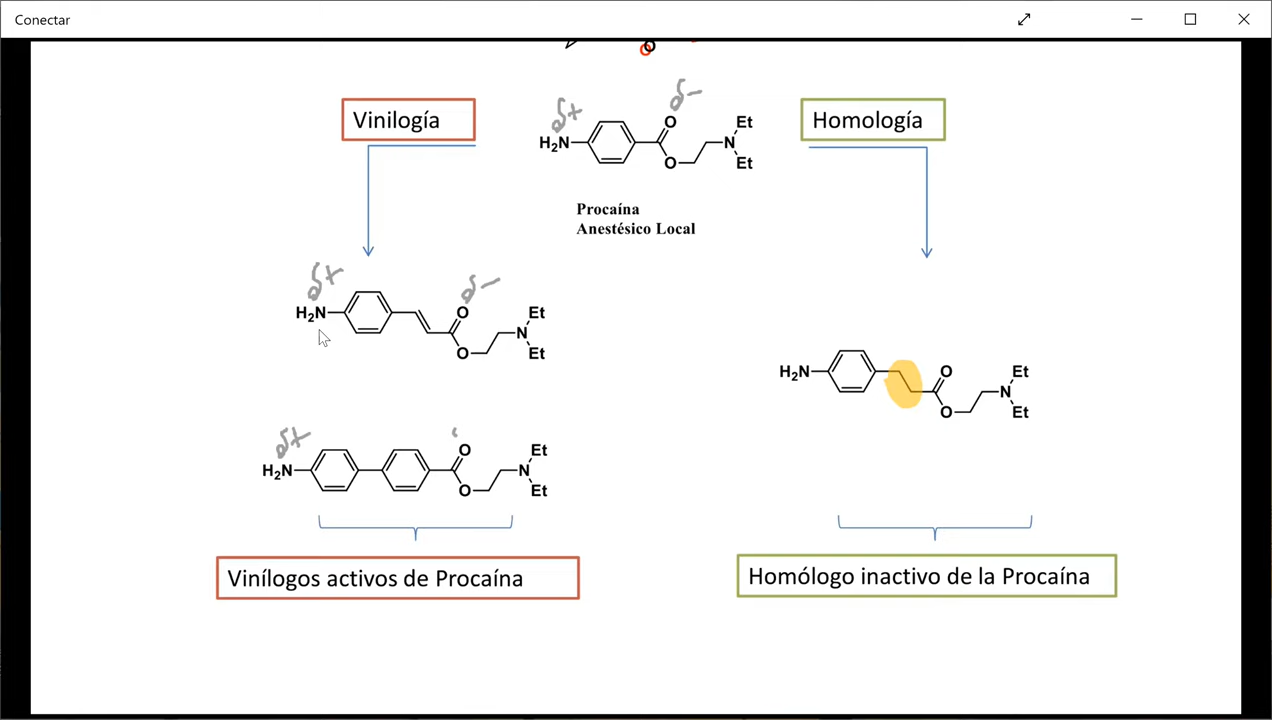 Conectar
O
O
Vinilogía
δ+
δ-
Homología
H2N
O
O
N
Et
Et
Procaína
Anestésico Local
δ+
δ-
H2N
O
O
N
Et
Et
H2N
O
O
N
Et
Et
δ+
H2N
O
O
N
Et
Et
Vinílogos activos de Procaína
Homólogo inactivo de la Procaína